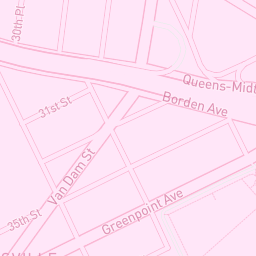 30th Pl
Queens-Midt
Borden Ave
31st St
Van Dam St
Greenpoint Ave
35th St